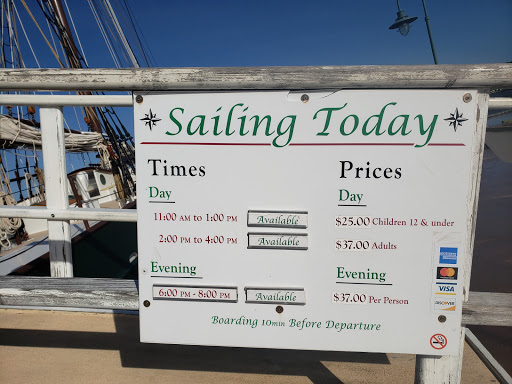 Sailing Today
Times
Day
11:00 AM to 1:00 PM Available
2:00 PM to 4:00 PM Available
Evening
6:00 PM - 8:00 PM Available
Prices
Day
$25.00 Children 12 & under
$37.00 Adults
Evening
$37.00 Per Person
VISA
DISCOVER
Boarding 10min Before Departure